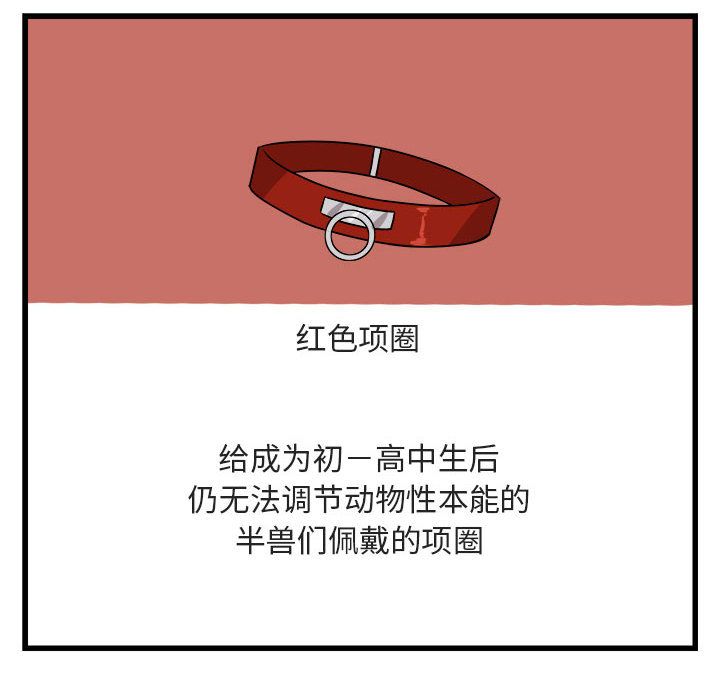 红色项圈
给成为初－高中生后
仍无法调节动物性本能的
半兽们佩戴的项圈